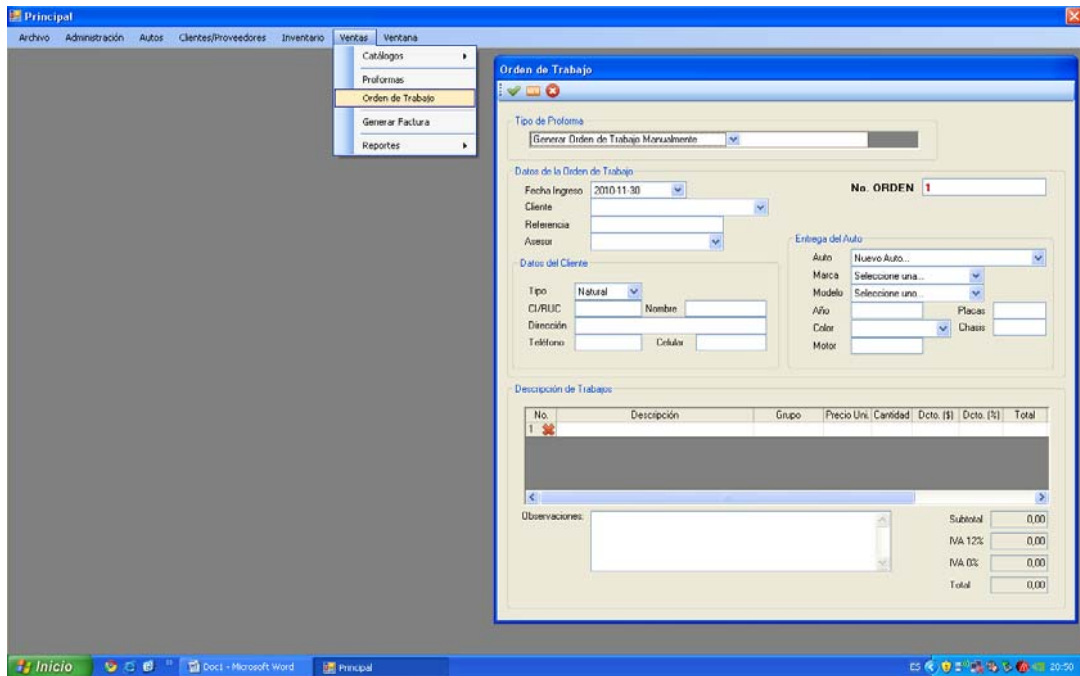 Principal
Archivo Administración Autos Clientes/Proveedores Inventario Ventas Ventana
Catálogos
Proformas
Orden de Trabajo
Generar Factura
Reportes
Orden de Trabajo
Tipo de Proforma
Generar Orden de Trabajo Manualmente
Datos de la Orden de Trabajo
Fecha Ingreso 2010-11-30
No. ORDEN 1
Cliente
Referencia
Asesor
Entrega del Auto
Auto Nuevo Auto...
Marca Seleccione una...
Modelo Seleccione uno...
Año Placas
Color Chasis
Motor
Datos del Cliente
Tipo Natural
CI/RUC Nombre
Dirección
Teléfono Celular
Descripción de Trabajos
No. Descripción Grupo Precio Uni. Cantidad Dcto. ($) Dcto. (%) Total
1
Observaciones:
Subtotal 0,00
IVA 12% 0,00
IVA 0% 0,00
Total 0,00
Inicio Doc1 - Microsoft Word Principal ES 20:50